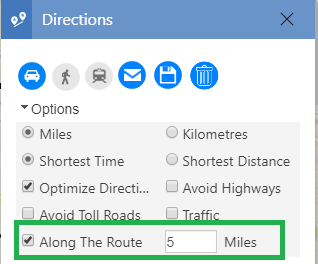 Directions
Options
Miles Kilometres
Shortest Time Shortest Distance
Optimize Directi... Avoid Highways
Avoid Toll Roads Traffic
Along The Route 5 Miles